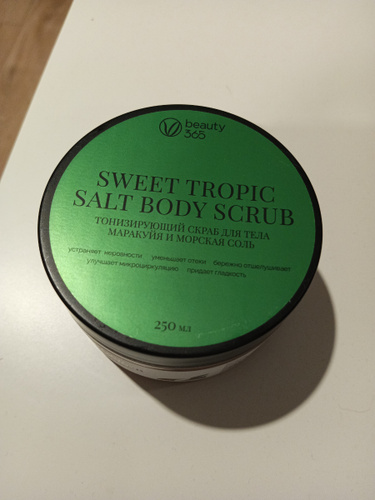 beauty
365
SWEET TROPIC
SALT BODY SCRUB
ТОНИЗИРУЮЩИЙ СКРАБ ДЛЯ ТЕЛА
МАРАКУЙЯ И МОРСКАЯ СОЛЬ
устраняет неровности уменьшает отеки бережно отшелушивает
улучшает микроциркуляцию придает гладкость
250 мл